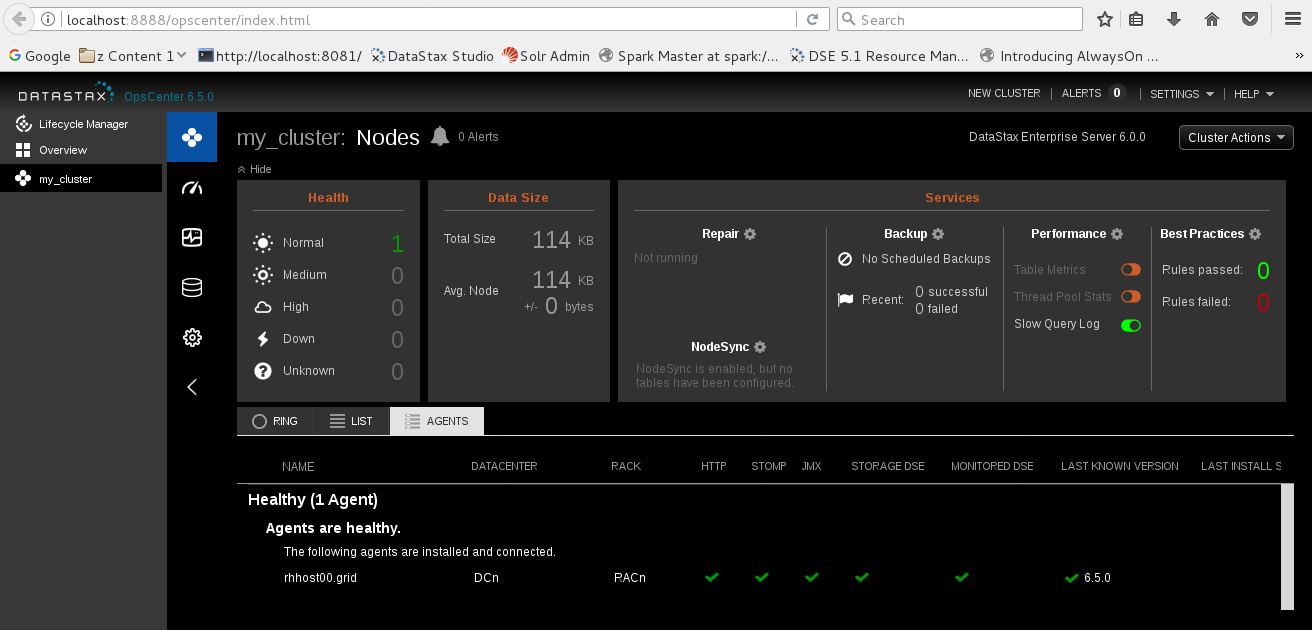 localhost:8888/opscenter/index.html
Search
Google
z Content 1
http://localhost:8081/
DataStax Studio
Solr Admin
Spark Master at spark:/...
DSE 5.1 Resource Man...
Introducing AlwaysOn ...
DATASTAX
OpsCenter 6.5.0
NEW CLUSTER
ALERTS 0
SETTINGS
HELP
Lifecycle Manager
Overview
my_cluster
my_cluster: Nodes
0 Alerts
DataStax Enterprise Server 6.0.0
Cluster Actions
Hide
Health
Normal 1
Medium 0
High 0
Down 0
Unknown 0
Data Size
Total Size 114 KB
Avg. Node 114 KB
+/- 0 bytes
Services
Repair
Not running
NodeSync
NodeSync is enabled, but no
tables have been configured.
Backup
No Scheduled Backups
Recent: 0 successful
0 failed
Performance
Table Metrics
Thread Pool Stats
Slow Query Log
Best Practices
Rules passed: 0
Rules failed: 0
RING
LIST
AGENTS
NAME DATACENTER RACK HTTP STOMP JMX STORAGE DSE MONITORED DSE LAST KNOWN VERSION LAST INSTALL S
Healthy (1 Agent)
Agents are healthy.
The following agents are installed and connected.
rhhost00.grid DCn RACn 6.5.0